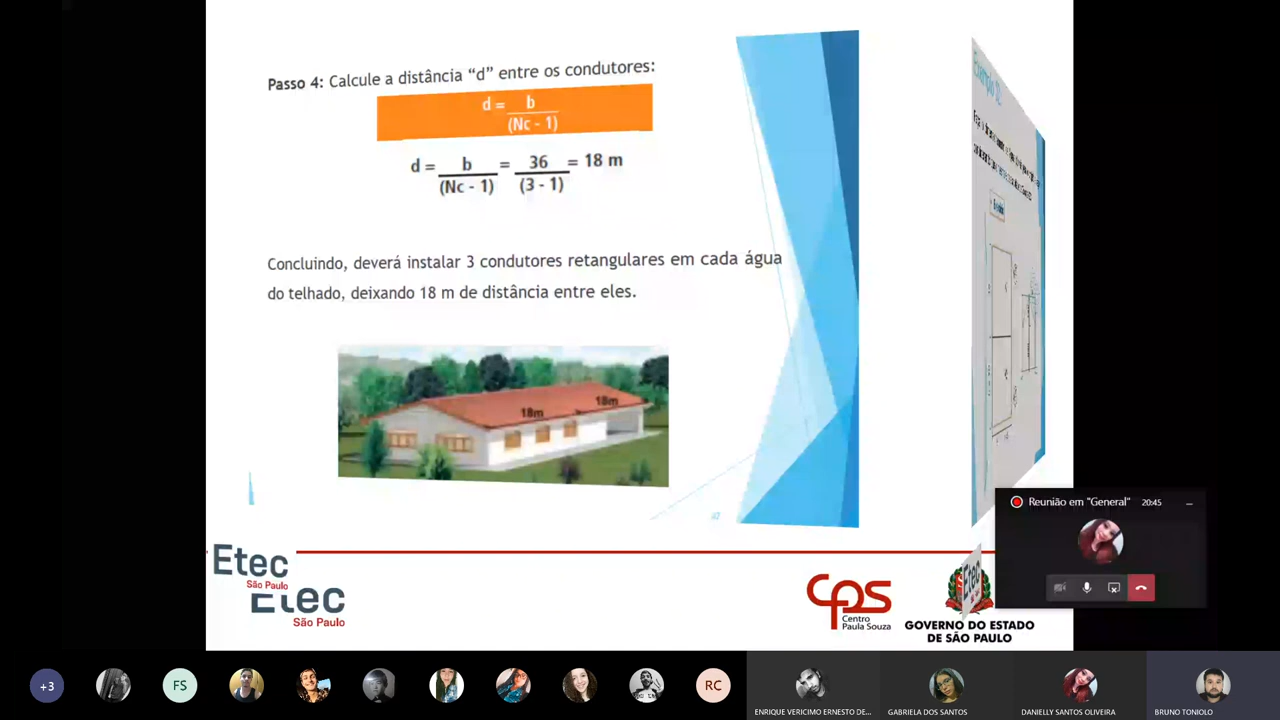 Passo 4: Calcule a distância “d” entre os condutores:
d = b
(Nc - 1)
d = b = 36 = 18 m
(Nc - 1) (3 - 1)
Concluindo, deverá instalar 3 condutores retangulares em cada água
do telhado, deixando 18 m de distância entre eles.
18m
18m
Reunião em "General" 20:45
Etec
São Paulo
Etec
São Paulo
cps
Centro
Paula Souza
Etec
GOVERNO DO ESTADO
DE SÃO PAULO
+3
FS
RC
ENRIQUE VERICIMO ERNESTO DE...
GABRIELA DOS SANTOS
DANIELLY SANTOS OLIVEIRA
BRUNO TONIOLO